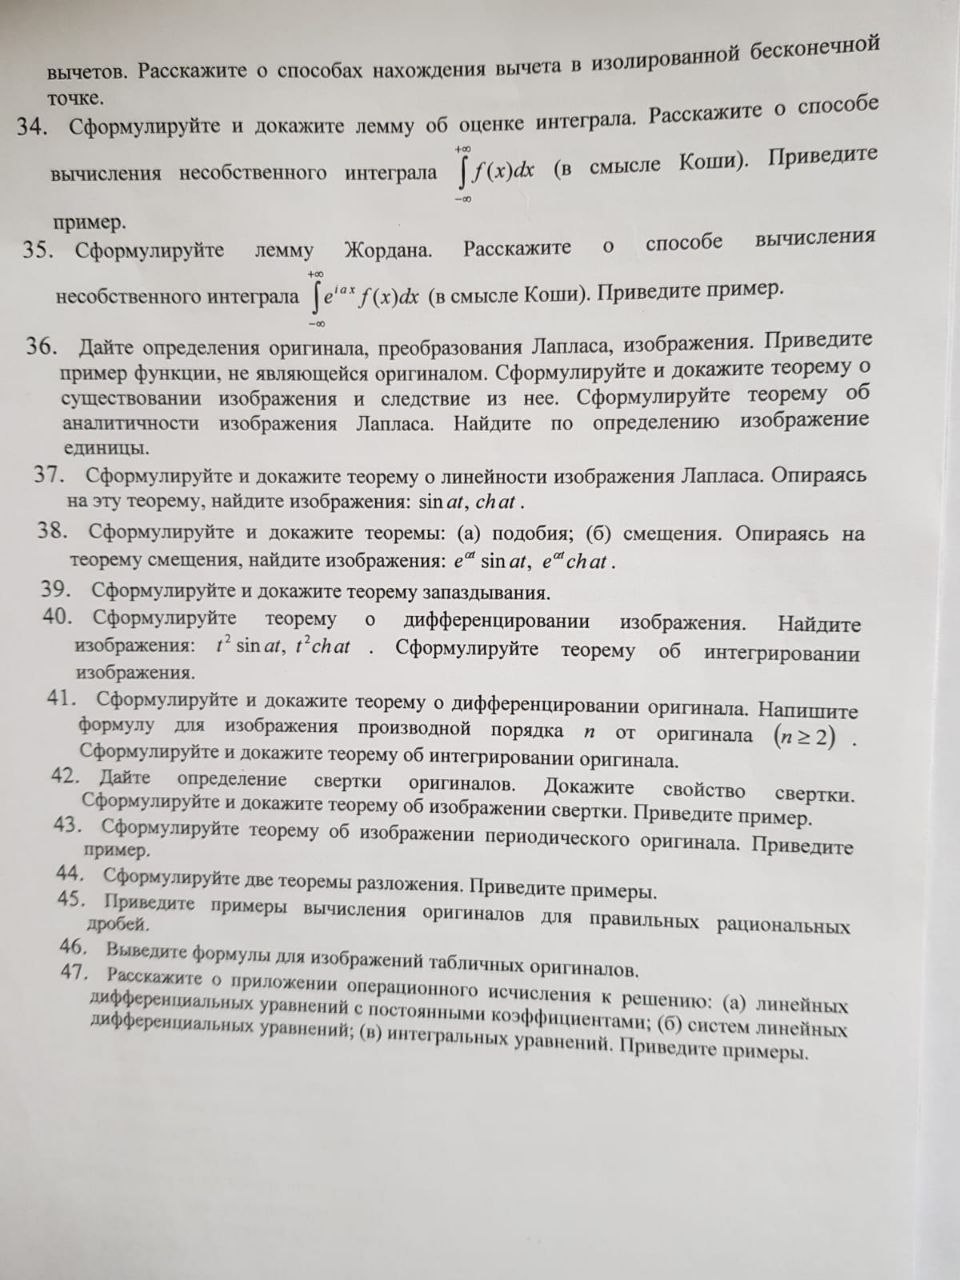 вычетов. Расскажите о способах нахождения вычета в изолированной бесконечной
точке.
34. Сформулируйте и докажите лемму об оценке интеграла. Расскажите о способе
вычисления несобственного интеграла $\int_{-\infty}^{+\infty} f(x)dx$ (в смысле Коши). Приведите
пример.
35. Сформулируйте лемму Жордана. Расскажите о способе вычисления
несобственного интеграла $\int_{-\infty}^{+\infty} e^{iax} f(x)dx$ (в смысле Коши). Приведите пример.
36. Дайте определения оригинала, преобразования Лапласа, изображения. Приведите
пример функции, не являющейся оригиналом. Сформулируйте и докажите теорему о
существовании изображения и следствие из нее. Сформулируйте теорему об
аналитичности изображения Лапласа. Найдите по определению изображение
единицы.
37. Сформулируйте и докажите теорему о линейности изображения Лапласа. Опираясь
на эту теорему, найдите изображения: sin at, ch at .
38. Сформулируйте и докажите теоремы: (а) подобия; (б) смещения. Опираясь на
теорему смещения, найдите изображения: $e^{at}$ sin at, $e^{at}$ ch at .
39. Сформулируйте и докажите теорему запаздывания.
40. Сформулируйте теорему о дифференцировании изображения. Найдите
изображения: $t^2$ sin at, $t^2$ ch at . Сформулируйте теорему об интегрировании
изображения.
41. Сформулируйте и докажите теорему о дифференцировании оригинала. Напишите
формулу для изображения производной порядка n от оригинала (n ≥ 2) .
Сформулируйте и докажите теорему об интегрировании оригинала.
42. Дайте определение свертки оригиналов. Докажите свойство свертки.
Сформулируйте и докажите теорему об изображении свертки. Приведите пример.
43. Сформулируйте теорему об изображении периодического оригинала. Приведите
пример.
44. Сформулируйте две теоремы разложения. Приведите примеры.
45. Приведите примеры вычисления оригиналов для правильных рациональных
дробей.
46. Выведите формулы для изображений табличных оригиналов.
47. Расскажите о приложении операционного исчисления к решению: (а) линейных
дифференциальных уравнений с постоянными коэффициентами; (б) систем линейных
дифференциальных уравнений; (в) интегральных уравнений. Приведите примеры.